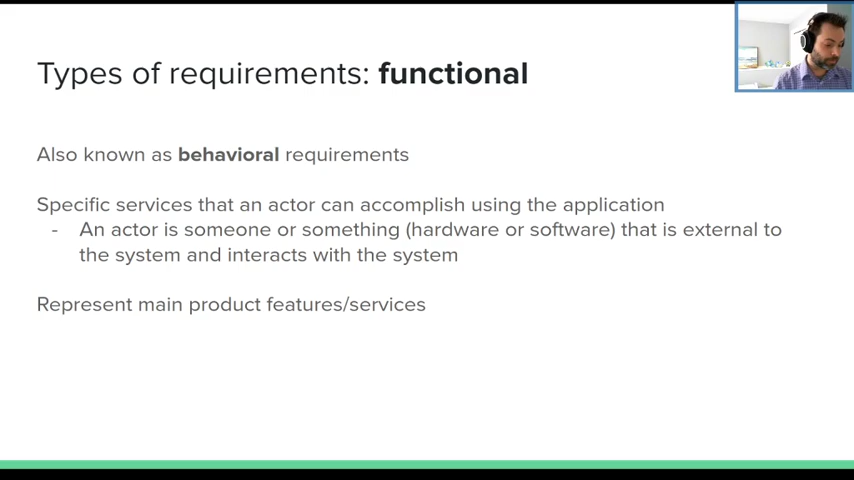 Types of requirements: functional
Also known as behavioral requirements
Specific services that an actor can accomplish using the application
- An actor is someone or something (hardware or software) that is external to
the system and interacts with the system
Represent main product features/services